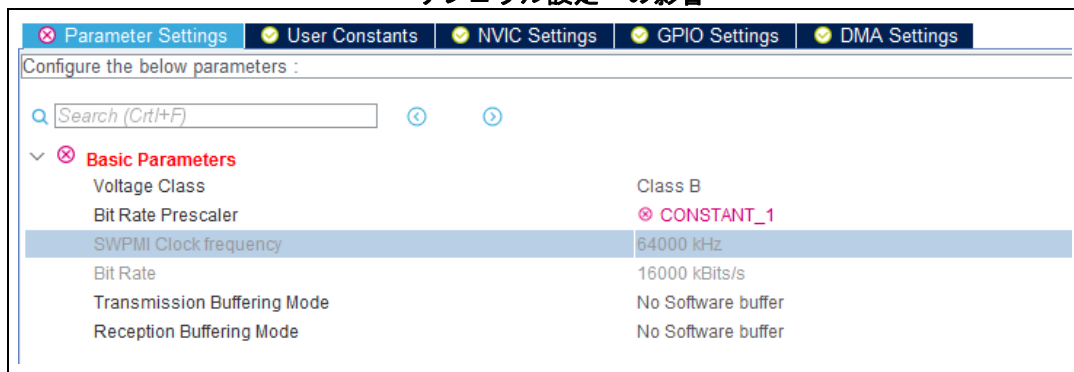 Parameter Settings User Constants NVIC Settings GPIO Settings DMA Settings
Configure the below parameters :
Search (Crtl+F)
Basic Parameters
Voltage Class Class B
Bit Rate Prescaler CONSTANT_1
SWPMI Clock frequency 64000 kHz
Bit Rate 16000 kBits/s
Transmission Buffering Mode No Software buffer
Reception Buffering Mode No Software buffer